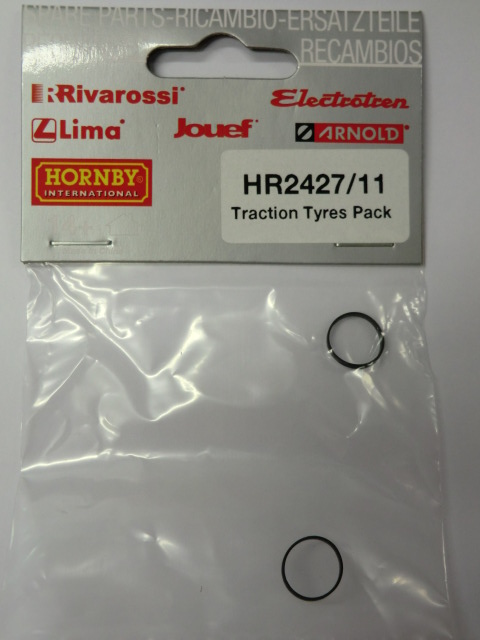 SPARE PARTS-RICAMBIO-ERSATZTEILE
RECAMBIOS
Rivarossi
Electrotren
Lima
Jouef
ARNOLD
HORNBY
INTERNATIONAL
HR2427/11
Traction Tyres Pack